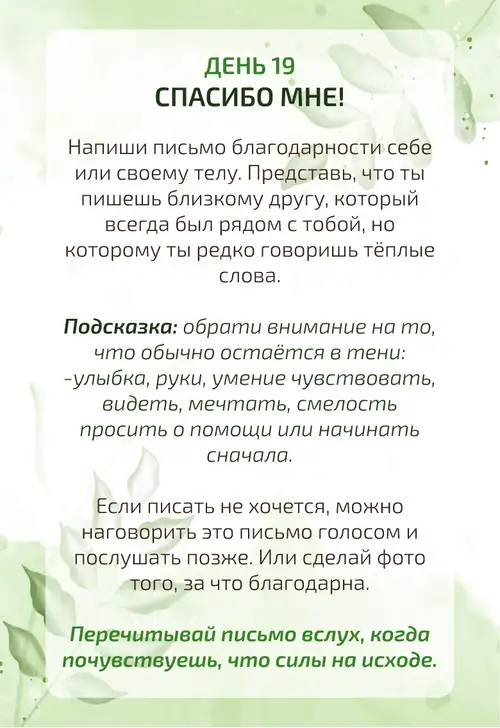 ДЕНЬ 19
СПАСИБО МНЕ!
Напиши письмо благодарности себе
или своему телу. Представь, что ты
пишешь близкому другу, который
всегда был рядом с тобой, но
которому ты редко говоришь тёплые
слова.
Подсказка: обрати внимание на то,
что обычно остаётся в тени:
-улыбка, руки, умение чувствовать,
видеть, мечтать, смелость
просить о помощи или начинать
сначала.
Если писать не хочется, можно
наговорить это письмо голосом и
послушать позже. Или сделай фото
того, за что благодарна.
Перечитывай письмо вслух, когда
почувствуешь, что силы на исходе.